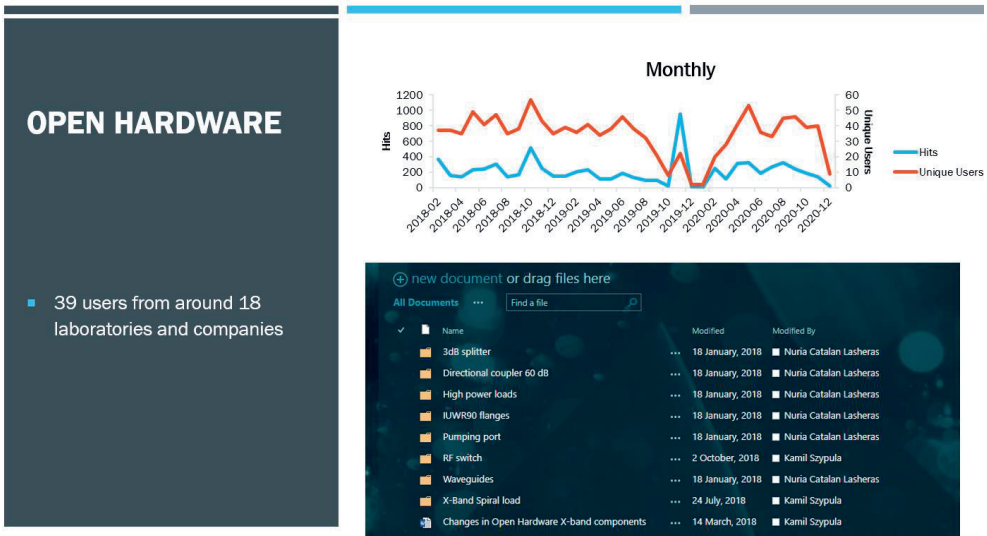 OPEN HARDWARE
39 users from around 18
laboratories and companies
Monthly
Hits
1200
1000
800
600
400
200
0
60
50
40
30
20
10
0
Unique Users
2018-02
2018-04
2018-06
2018-08
2018-10
2018-12
2019-02
2019-04
2019-06
2019-08
2019-10
2019-12
2020-02
2020-04
2020-06
2020-08
2020-10
2020-12
Hits
Unique Users
new document or drag files here
All Documents ... Find a file
Name Modified Modified By
3dB splitter ... 18 January, 2018 Nuria Catalan Lasheras
Directional coupler 60 dB ... 18 January, 2018 Nuria Catalan Lasheras
High power loads ... 18 January, 2018 Nuria Catalan Lasheras
IUWR90 flanges ... 18 January, 2018 Nuria Catalan Lasheras
Pumping port ... 18 January, 2018 Nuria Catalan Lasheras
RF switch ... 2 October, 2018 Kamil Szypula
Waveguides ... 18 January, 2018 Nuria Catalan Lasheras
X-Band Spiral load ... 24 July, 2018 Kamil Szypula
Changes in Open Hardware X-band components ... 14 March, 2018 Kamil Szypula